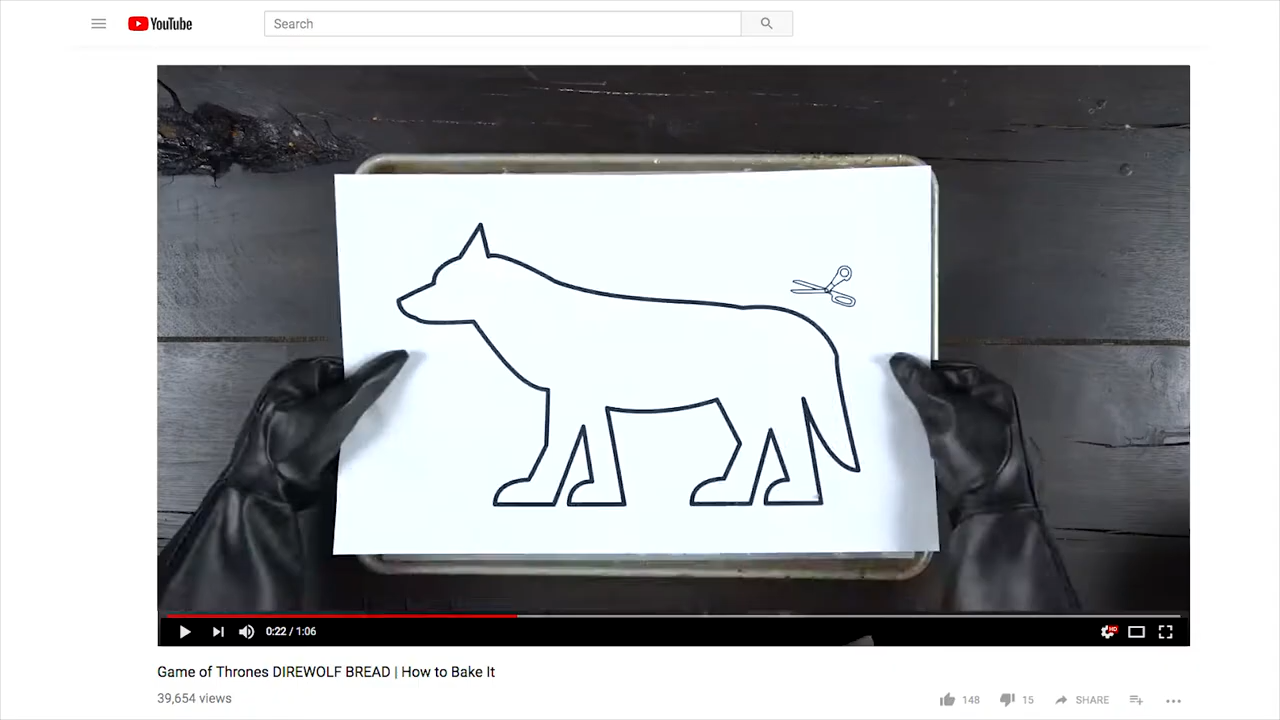 YouTube
Search
0:22 / 1:06
HD
Game of Thrones DIREWOLF BREAD | How to Bake It
39,654 views
148
15
SHARE